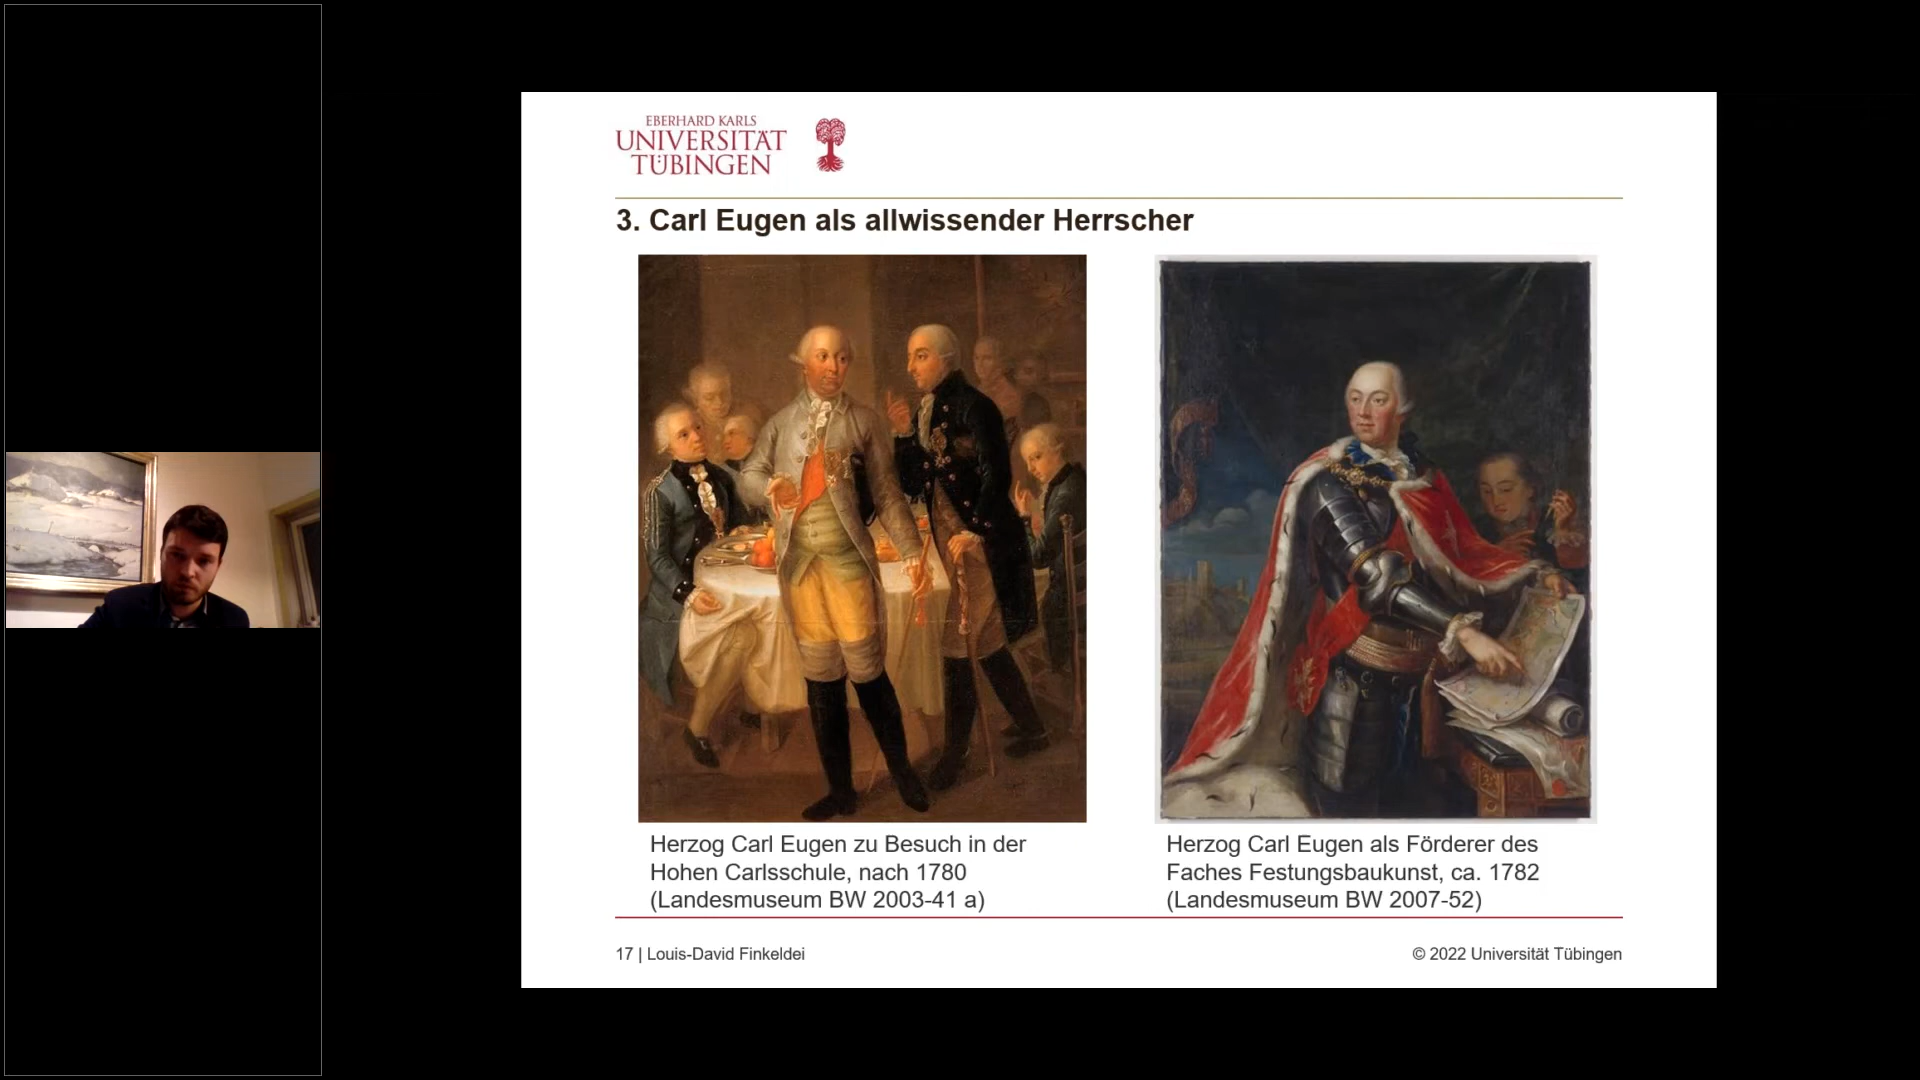 EBERHARD KARLS
UNIVERSITÄT
TÜBINGEN
3. Carl Eugen als allwissender Herrscher
Herzog Carl Eugen zu Besuch in der
Hohen Carlsschule, nach 1780
(Landesmuseum BW 2003-41 a)
Herzog Carl Eugen als Förderer des
Faches Festungsbaukunst, ca. 1782
(Landesmuseum BW 2007-52)
17 | Louis-David Finkeldei
© 2022 Universität Tübingen